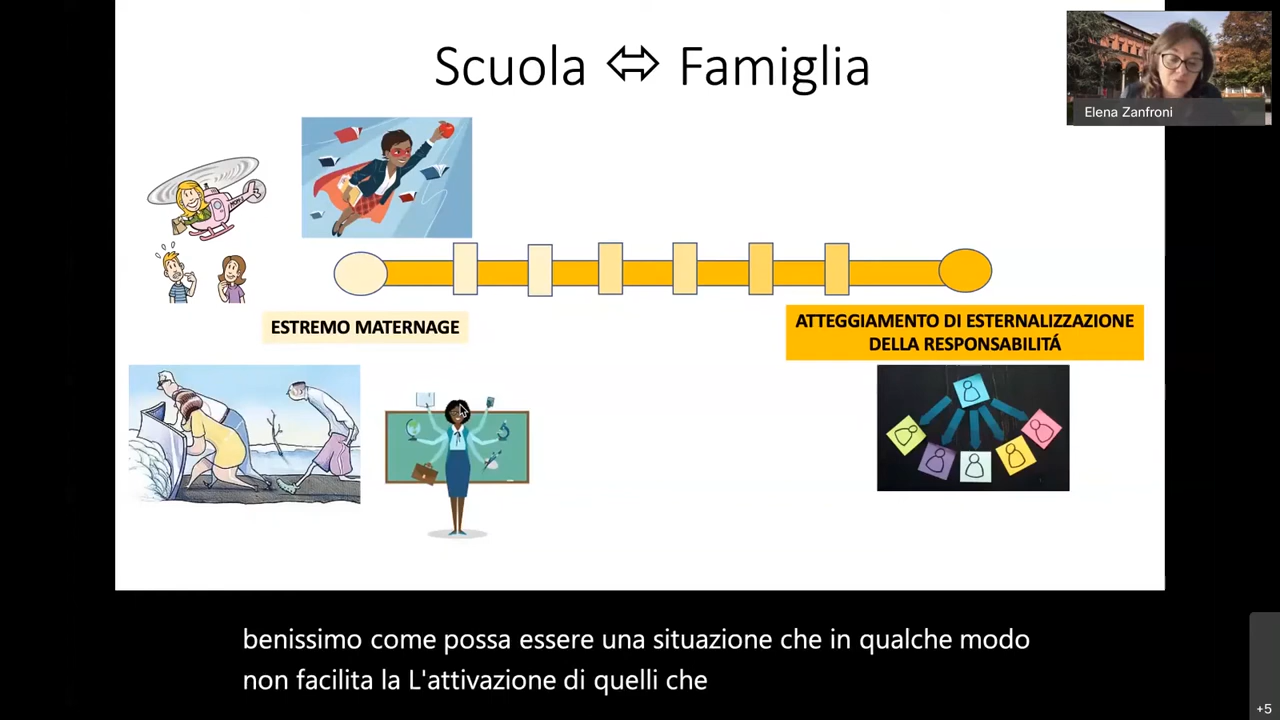 Scuola ⬄ Famiglia
Elena Zanfroni
ESTREMO MATERNAGE
ATTEGGIAMENTO DI ESTERNALIZZAZIONE
DELLA RESPONSABILITÁ
benissimo come possa essere una situazione che in qualche modo
non facilita la L'attivazione di quelli che
+5